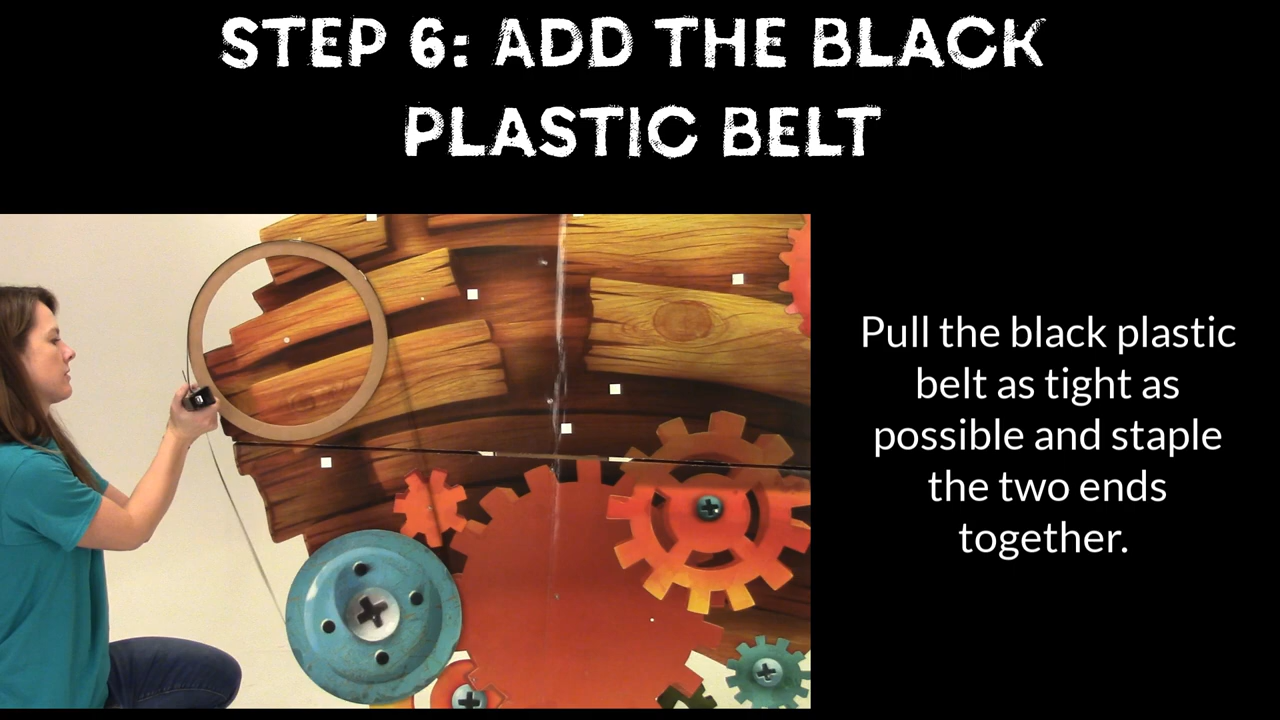 STEP 6: ADD THE BLACK
PLASTIC BELT
Pull the black plastic
belt as tight as
possible and staple
the two ends
together.